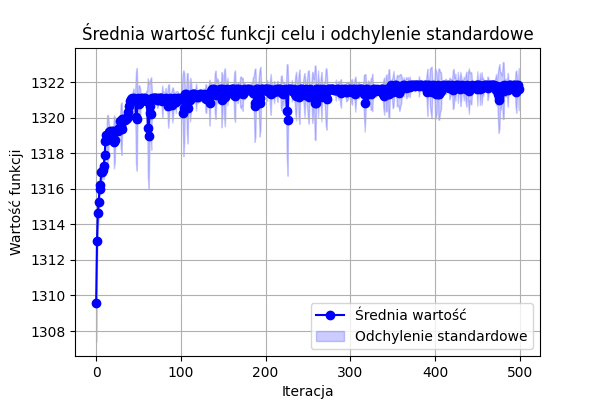 Średnia wartość funkcji celu i odchylenie standardowe
Wartość funkcji
1322
1320
1318
1316
1314
1312
1310
1308
0 100 200 300 400 500
Iteracja
Średnia wartość
Odchylenie standardowe